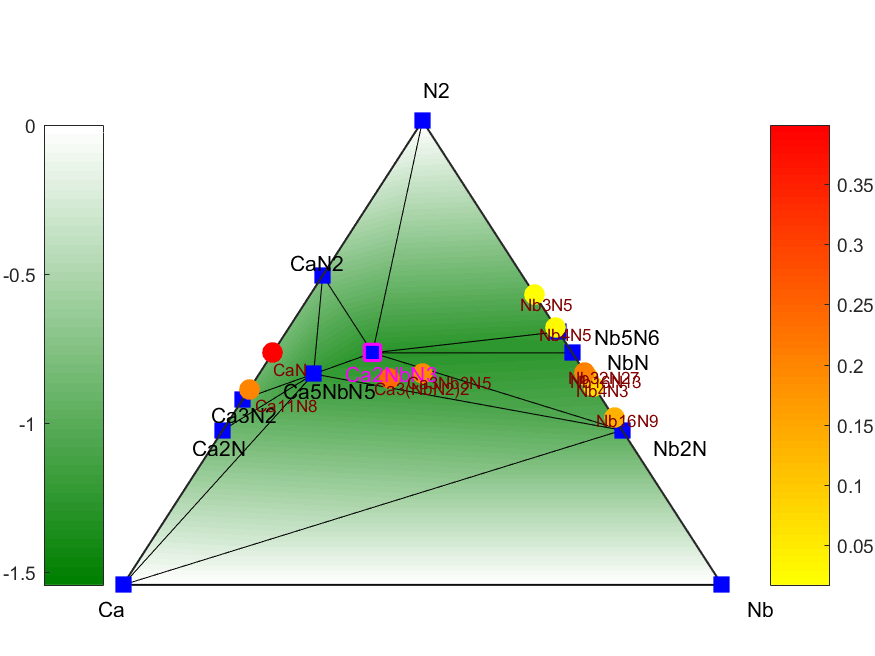 N2
0
-0.5
-1
-1.5
0.35
0.3
0.25
0.2
0.15
0.1
0.05
CaN2
Nb3N5
Nb4N5
Nb5N6
NbN
CaN
Ca2NbN3
Ca3Nb3N5
Ca3(NbN2)2
Ca5NbN5
Nb32N27
Nb4N3
Ca11N8
Ca3N2
Nb16N9
Ca2N
Nb2N
Ca
Nb